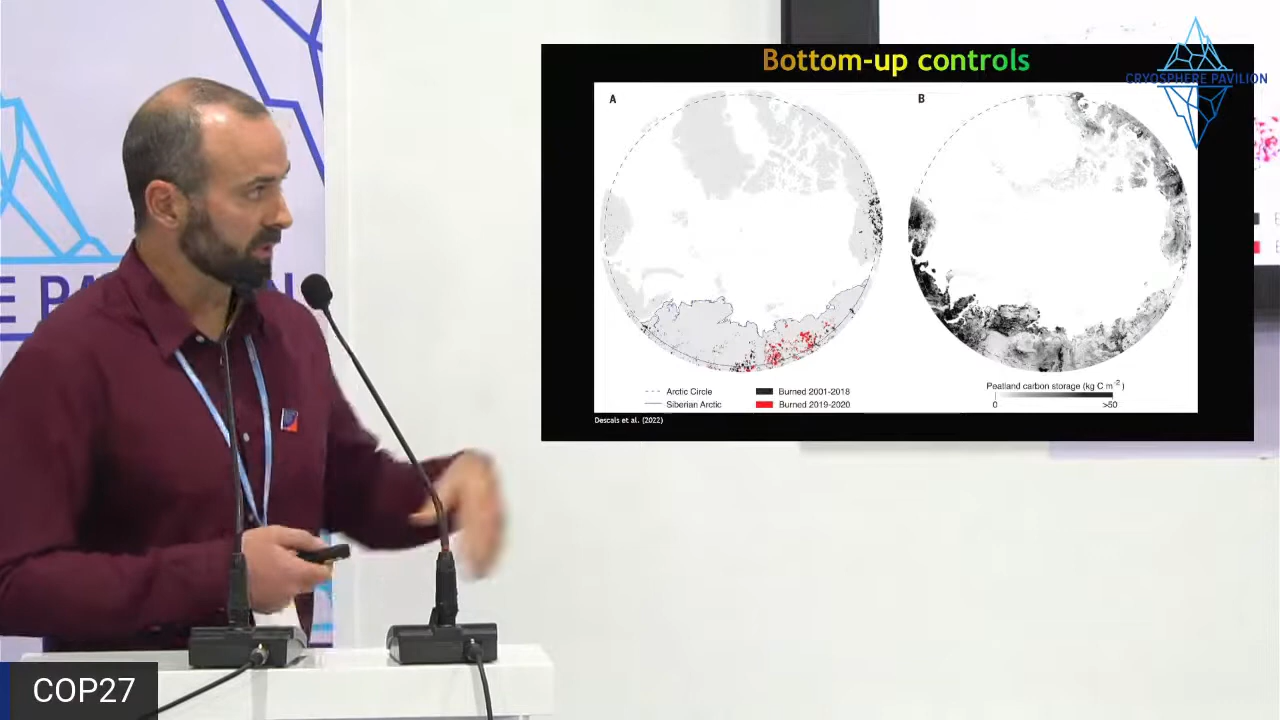 Bottom-up controls
CRYOSPHERE PAVILION
A
B
Arctic Circle
Siberian Arctic
Burned 2001-2018
Burned 2019-2020
Peatland carbon storage (kg C m⁻²)
0
>50
Descals et al. (2022)
E PA
N
COP27